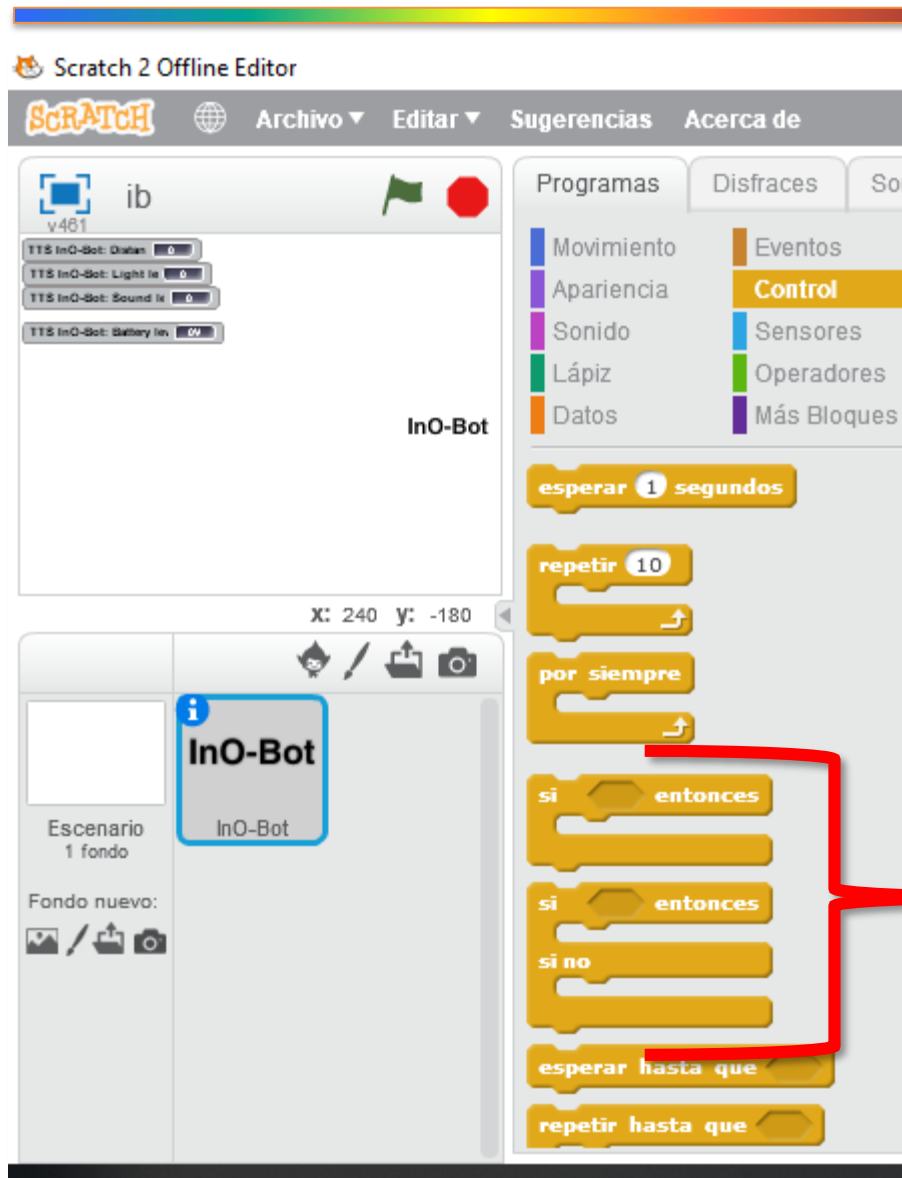 Scratch 2 Offline Editor
SCRATCH Archivo Editar Sugerencias Acerca de
ib
v461
TTS InO-Bot: Distan 0
TTS InO-Bot: Light le 0
TTS InO-Bot: Sound le 0
TTS InO-Bot: Battery lev 0V
InO-Bot
X: 240 y: -180
InO-Bot
InO-Bot
Escenario
1 fondo
Fondo nuevo:
Programas Disfraces
Movimiento Eventos
Apariencia Control
Sonido Sensores
Lápiz Operadores
Datos Más Bloques
esperar 1 segundos
repetir 10
por siempre
si entonces
si entonces
si no
esperar hasta que
repetir hasta que